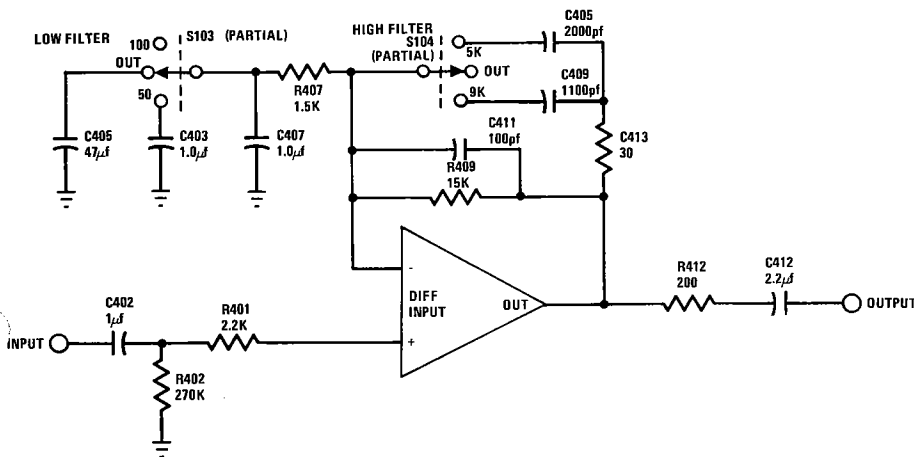 LOW FILTER
100
OUT
50
S103 (PARTIAL)
HIGH FILTER
S104
(PARTIAL)
5K
OUT
9K
C405
2000pf
C409
1100pf
R407
1.5K
C405
47µf
C403
1.0µf
C407
1.0µf
C411
100pf
R409
15K
C413
30
-
DIFF
INPUT
OUT
+
R412
200
C412
2.2µf
OUTPUT
C402
1µf
R401
2.2K
INPUT
R402
270K